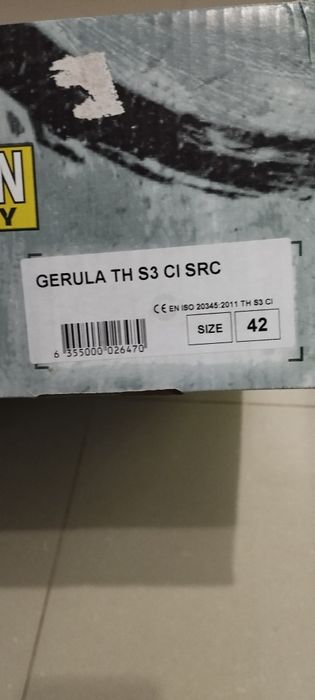 N
Y
GERULA TH S3 CI SRC
CE EN ISO 20345:2011 TH S3 CI
SIZE 42
6 355000 026470